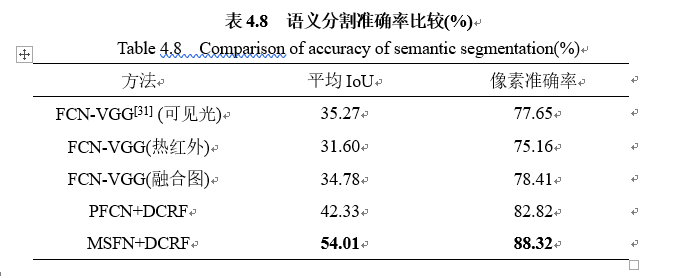 表 4.8 语义分割准确率比较(%)
Table 4.8 Comparison of accuracy of semantic segmentation(%)
方法 平均 IoU 像素准确率
FCN-VGG[31] (可见光) 35.27 77.65
FCN-VGG(热红外) 31.60 75.16
FCN-VGG(融合图) 34.78 78.41
PFCN+DCRF 42.33 82.82
MSFN+DCRF 54.01 88.32